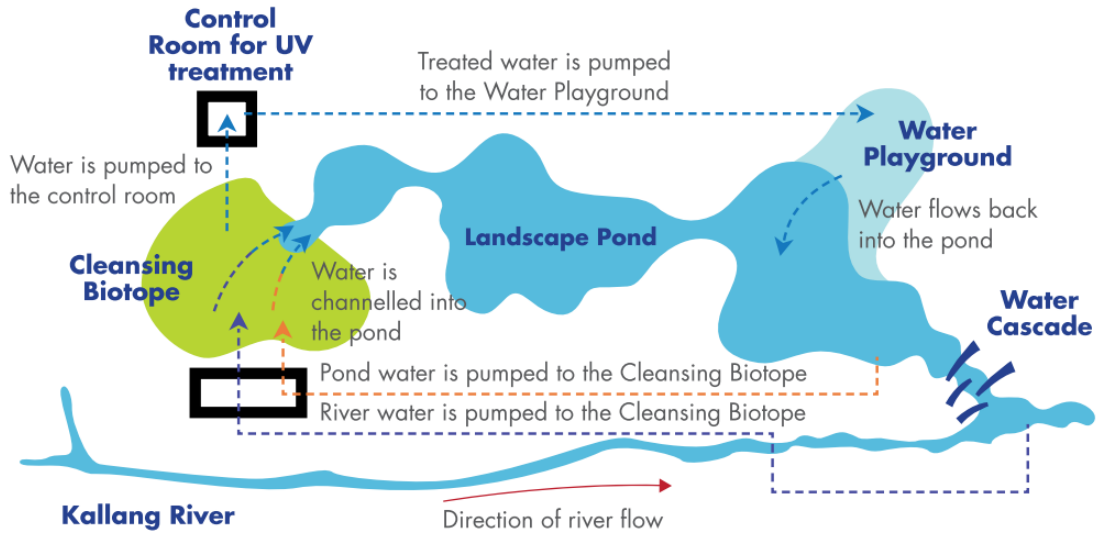 Control
Room for UV
treatment
Treated water is pumped
to the Water Playground
Water is pumped to
the control room
Water
Playground
Water flows back
into the pond
Landscape Pond
Cleansing
Biotope
Water is
channelled into
the pond
Water
Cascade
Pond water is pumped to the Cleansing Biotope
River water is pumped to the Cleansing Biotope
Kallang River
Direction of river flow